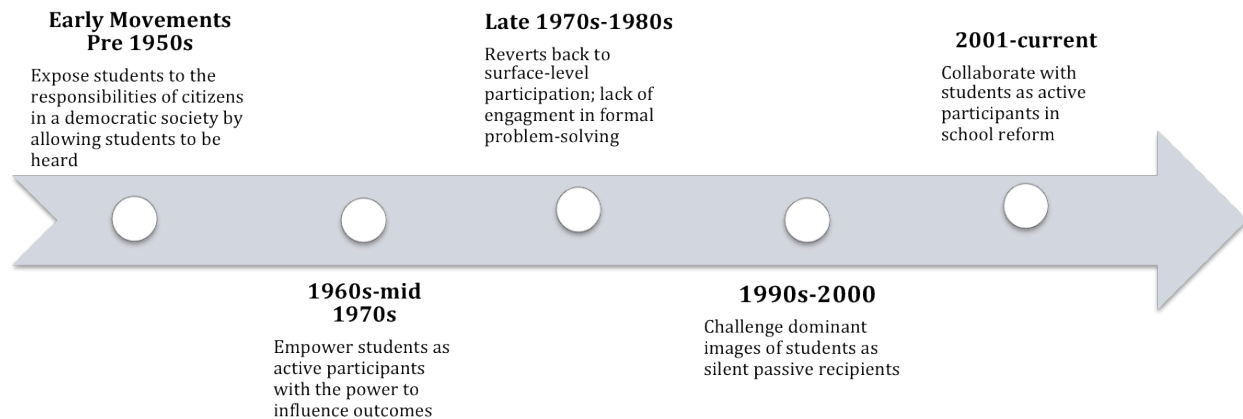 Early Movements
Pre 1950s
Expose students to the
responsibilities of citizens
in a democratic society by
allowing students to be
heard
1960s-mid
1970s
Empower students as
active participants
with the power to
influence outcomes
Late 1970s-1980s
Reverts back to
surface-level
participation; lack of
engagment in formal
problem-solving
1990s-2000
Challenge dominant
images of students as
silent passive recipients
2001-current
Collaborate with
students as active
participants in
school reform